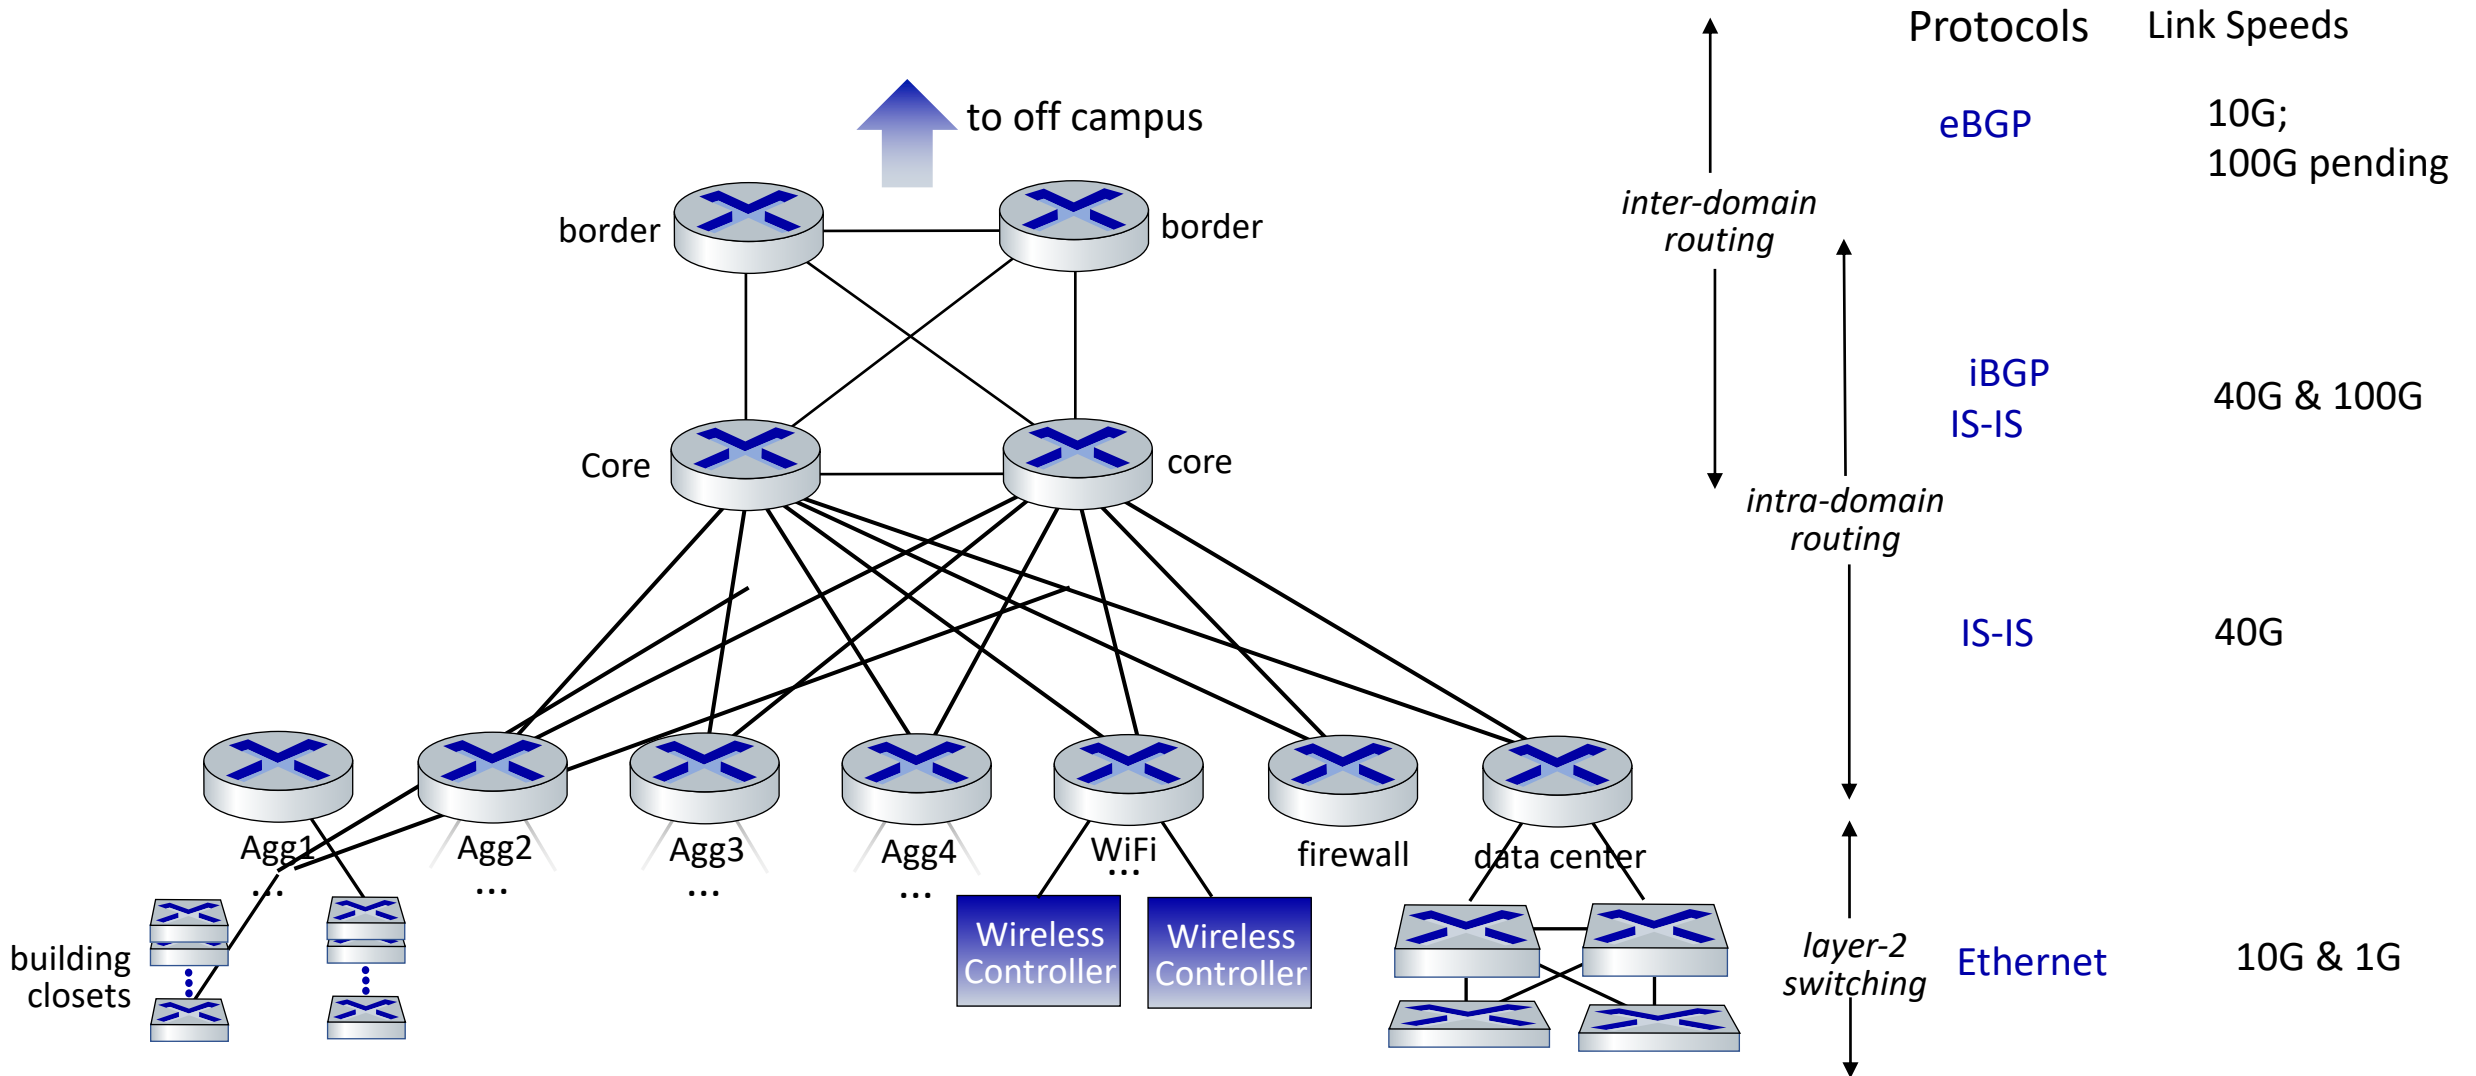 Protocols
Link Speeds
to off campus
eBGP
10G;
100G pending
border
border
inter-domain
routing
iBGP
IS-IS
40G & 100G
Core
core
intra-domain
routing
IS-IS
40G
Agg1
Agg2
Agg3
Agg4
WiFi
firewall
data center
...
...
...
...
...
building
closets
Wireless
Controller
Wireless
Controller
layer-2
switching
Ethernet
10G & 1G